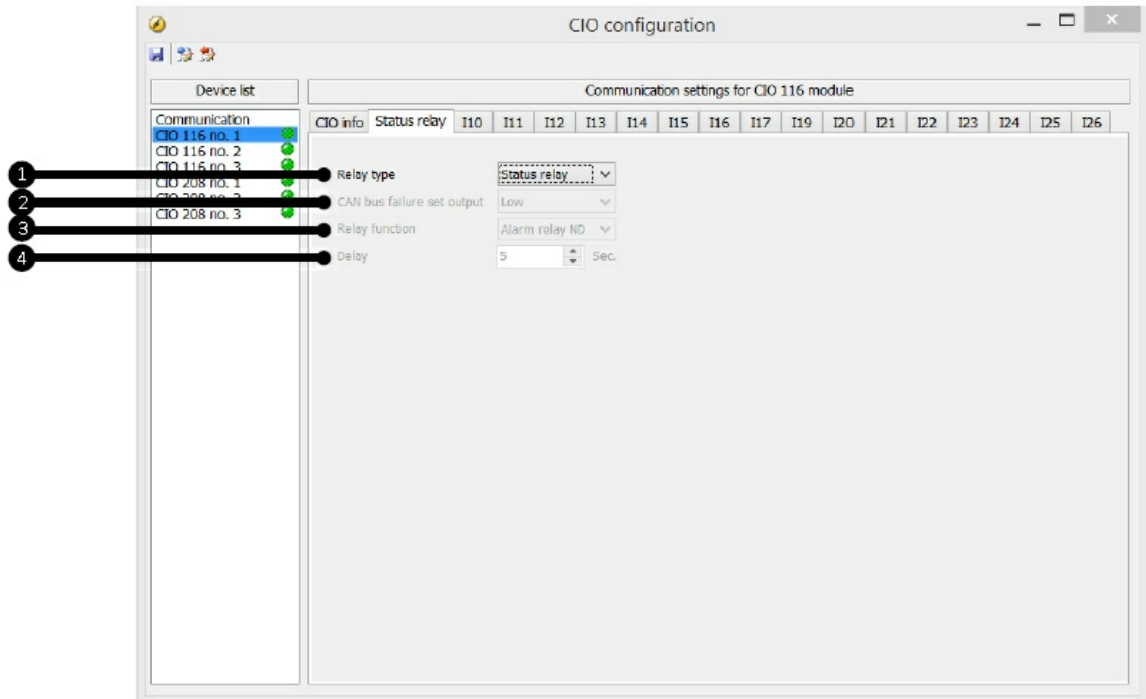 CIO configuration
Device list
Communication settings for CIO 116 module
Communication
CIO 116 no. 1
CIO 116 no. 2
CIO 116 no. 3
CIO 208 no. 1
CIO 208 no. 2
CIO 208 no. 3
CIO info Status relay I10 I11 I12 I13 I14 I15 I16 I17 I19 I20 I21 I22 I23 I24 I25 I26
1 Relay type Status relay
2 CAN bus failure set output Low
3 Relay function Alarm relay ND
4 Delay 5 Sec.